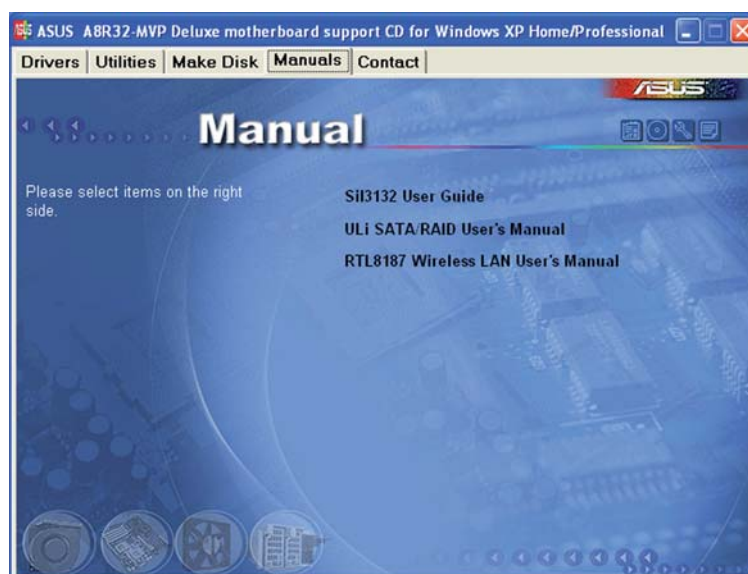 ASUS A8R32-MVP Deluxe motherboard support CD for Windows XP Home/Professional
Drivers Utilities Make Disk Manuals Contact
ASUS
Manual
Please select items on the right
side.
Sil3132 User Guide
ULi SATA/RAID User's Manual
RTL8187 Wireless LAN User's Manual